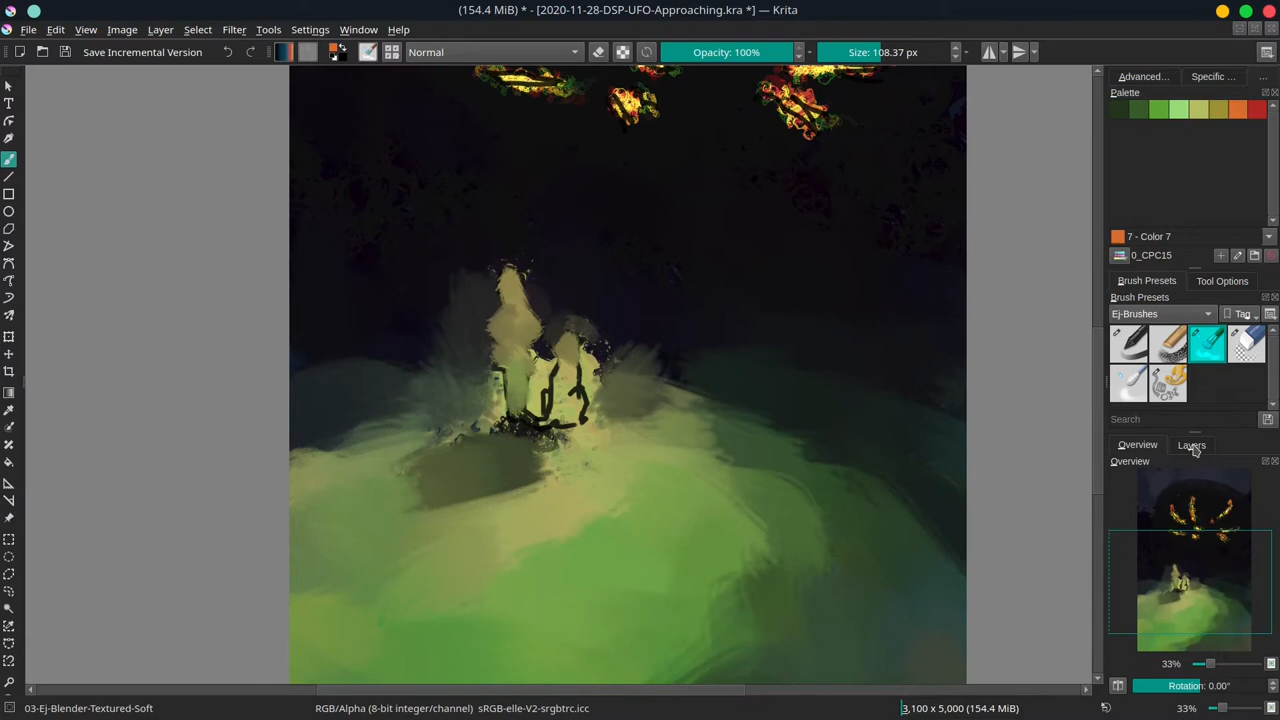 (154.4 MiB) * - [2020-11-28-DSP-UFO-Approaching.kra *] — Krita
File Edit View Image Layer Select Filter Tools Settings Window Help
Save Incremental Version Normal Opacity: 100% Size: 108.37 px
Advanced... Specific ... ...
Palette
7 - Color 7
0_CPC15
Brush Presets Tool Options
Brush Presets
Ej-Brushes Tag
Search
Overview Layers
Overview
33%
Rotation: 0.00°
03-Ej-Blender-Textured-Soft RGB/Alpha (8-bit integer/channel) sRGB-elle-V2-srgbtrc.icc 3,100 x 5,000 (154.4 MiB) 33%